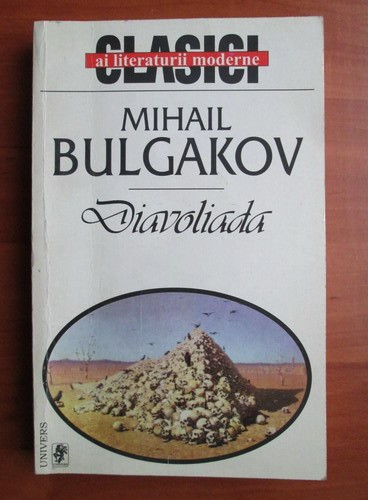 CLASICI
ai literaturii moderne
MIHAIL
BULGAKOV
Diavoliada
UNIVERS